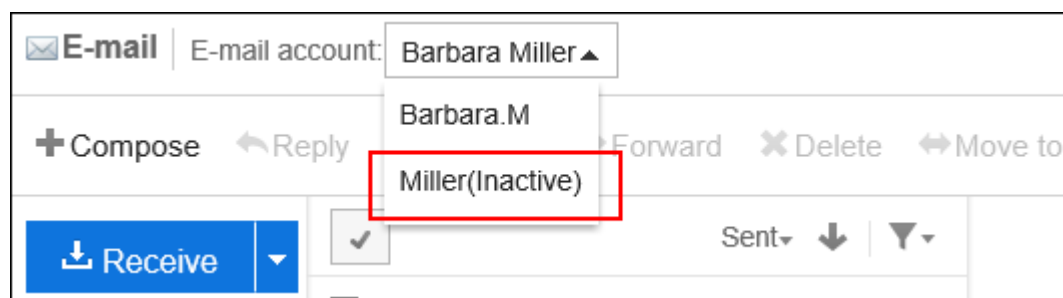 E-mail E-mail account: Barbara Miller
Barbara.M
Compose Reply Forward Delete Move to
Miller(Inactive)
Receive Sent